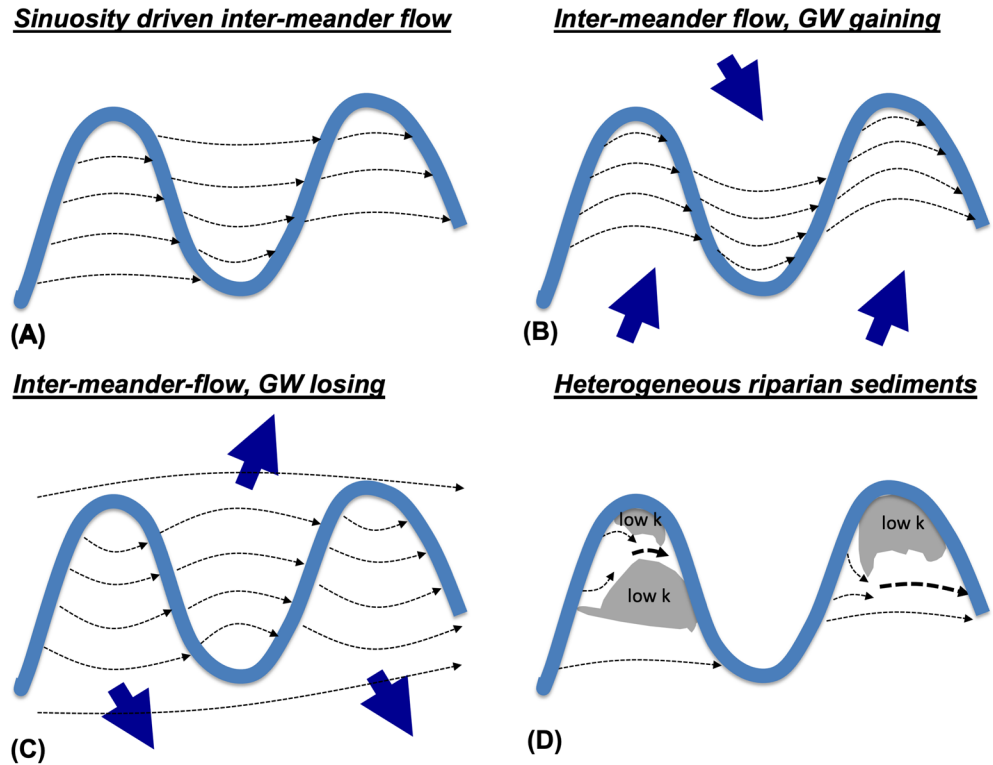 Sinuosity driven inter-meander flow
Inter-meander flow, GW gaining
(A)
(B)
Inter-meander-flow, GW losing
Heterogeneous riparian sediments
low k
low k
low k
(C)
(D)